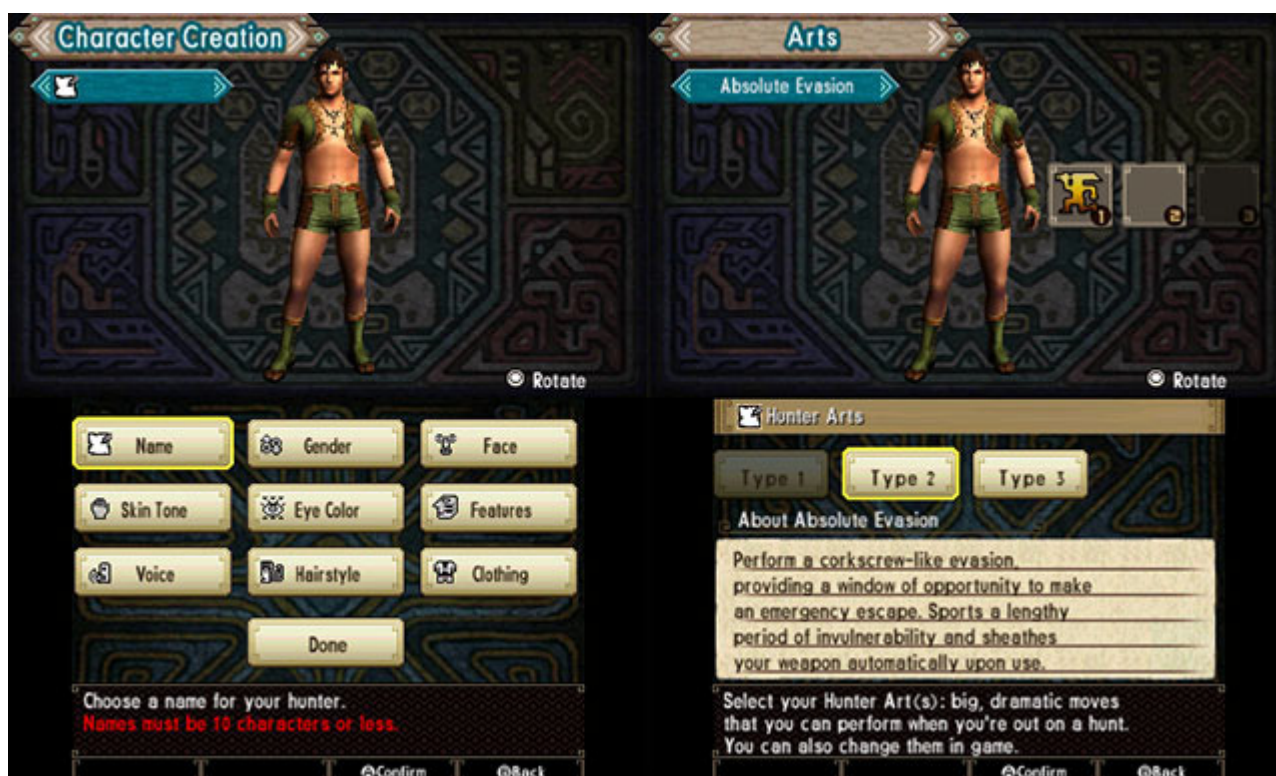 Character Creation
Rotate
Name
Gender
Face
Skin Tone
Eye Color
Features
Voice
Hairstyle
Clothing
Done
Choose a name for your hunter.
Names must be 10 characters or less.
Confirm
Back
Arts
Absolute Evasion
1
2
3
Rotate
Hunter Arts
Type 1
Type 2
Type 3
About Absolute Evasion
Perform a corkscrew-like evasion,
providing a window of opportunity to make
an emergency escape. Sports a lengthy
period of invulnerability and sheathes
your weapon automatically upon use.
Select your Hunter Art(s): big, dramatic moves
that you can perform when you're out on a hunt.
You can also change them in game.
Confirm
Back